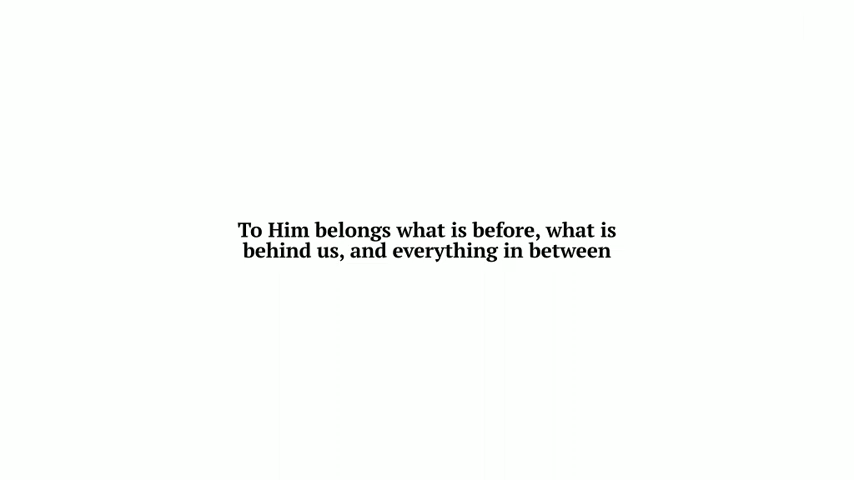 To Him belongs what is before, what is
behind us, and everything in between